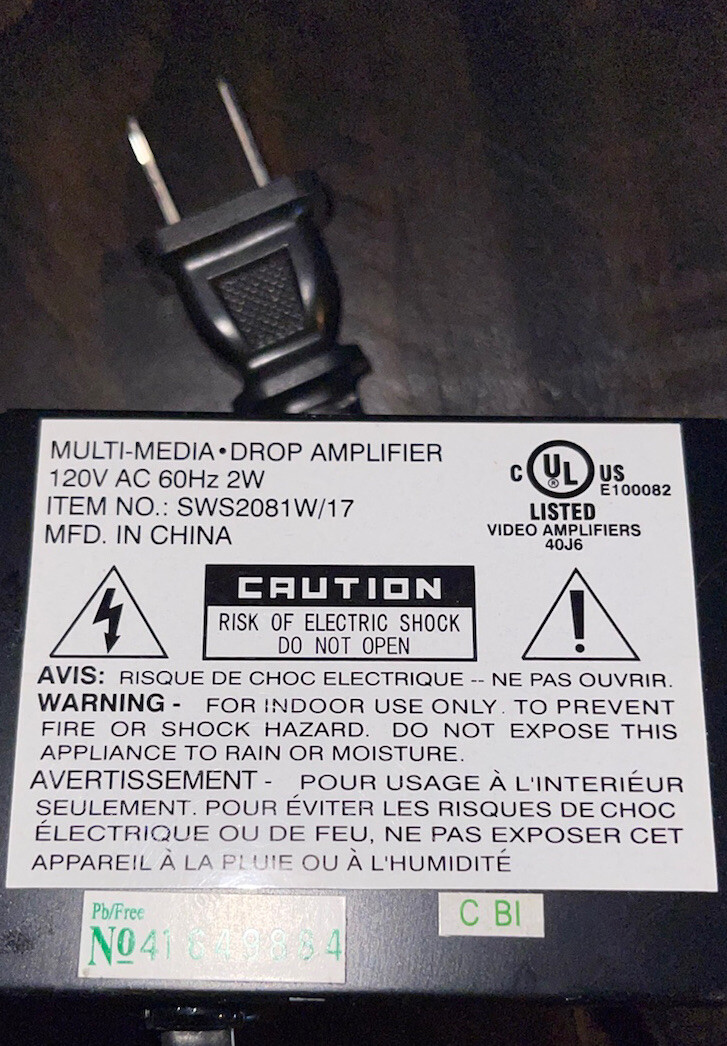 MULTI-MEDIA•DROP AMPLIFIER
120V AC 60Hz 2W
ITEM NO.: SWS2081W/17
MFD. IN CHINA
C UL ® US
E100082
LISTED
VIDEO AMPLIFIERS
40J6
CAUTION
RISK OF ELECTRIC SHOCK
DO NOT OPEN
AVIS: RISQUE DE CHOC ELECTRIQUE -- NE PAS OUVRIR.
WARNING - FOR INDOOR USE ONLY. TO PREVENT
FIRE OR SHOCK HAZARD. DO NOT EXPOSE THIS
APPLIANCE TO RAIN OR MOISTURE.
AVERTISSEMENT - POUR USAGE À L'INTERIÉUR
SEULEMENT. POUR ÉVITER LES RISQUES DE CHOC
ÉLECTRIQUE OU DE FEU, NE PAS EXPOSER CET
APPAREIL À LA PLUIE OU À L'HUMIDITÉ
Pb/Free
No
C BI